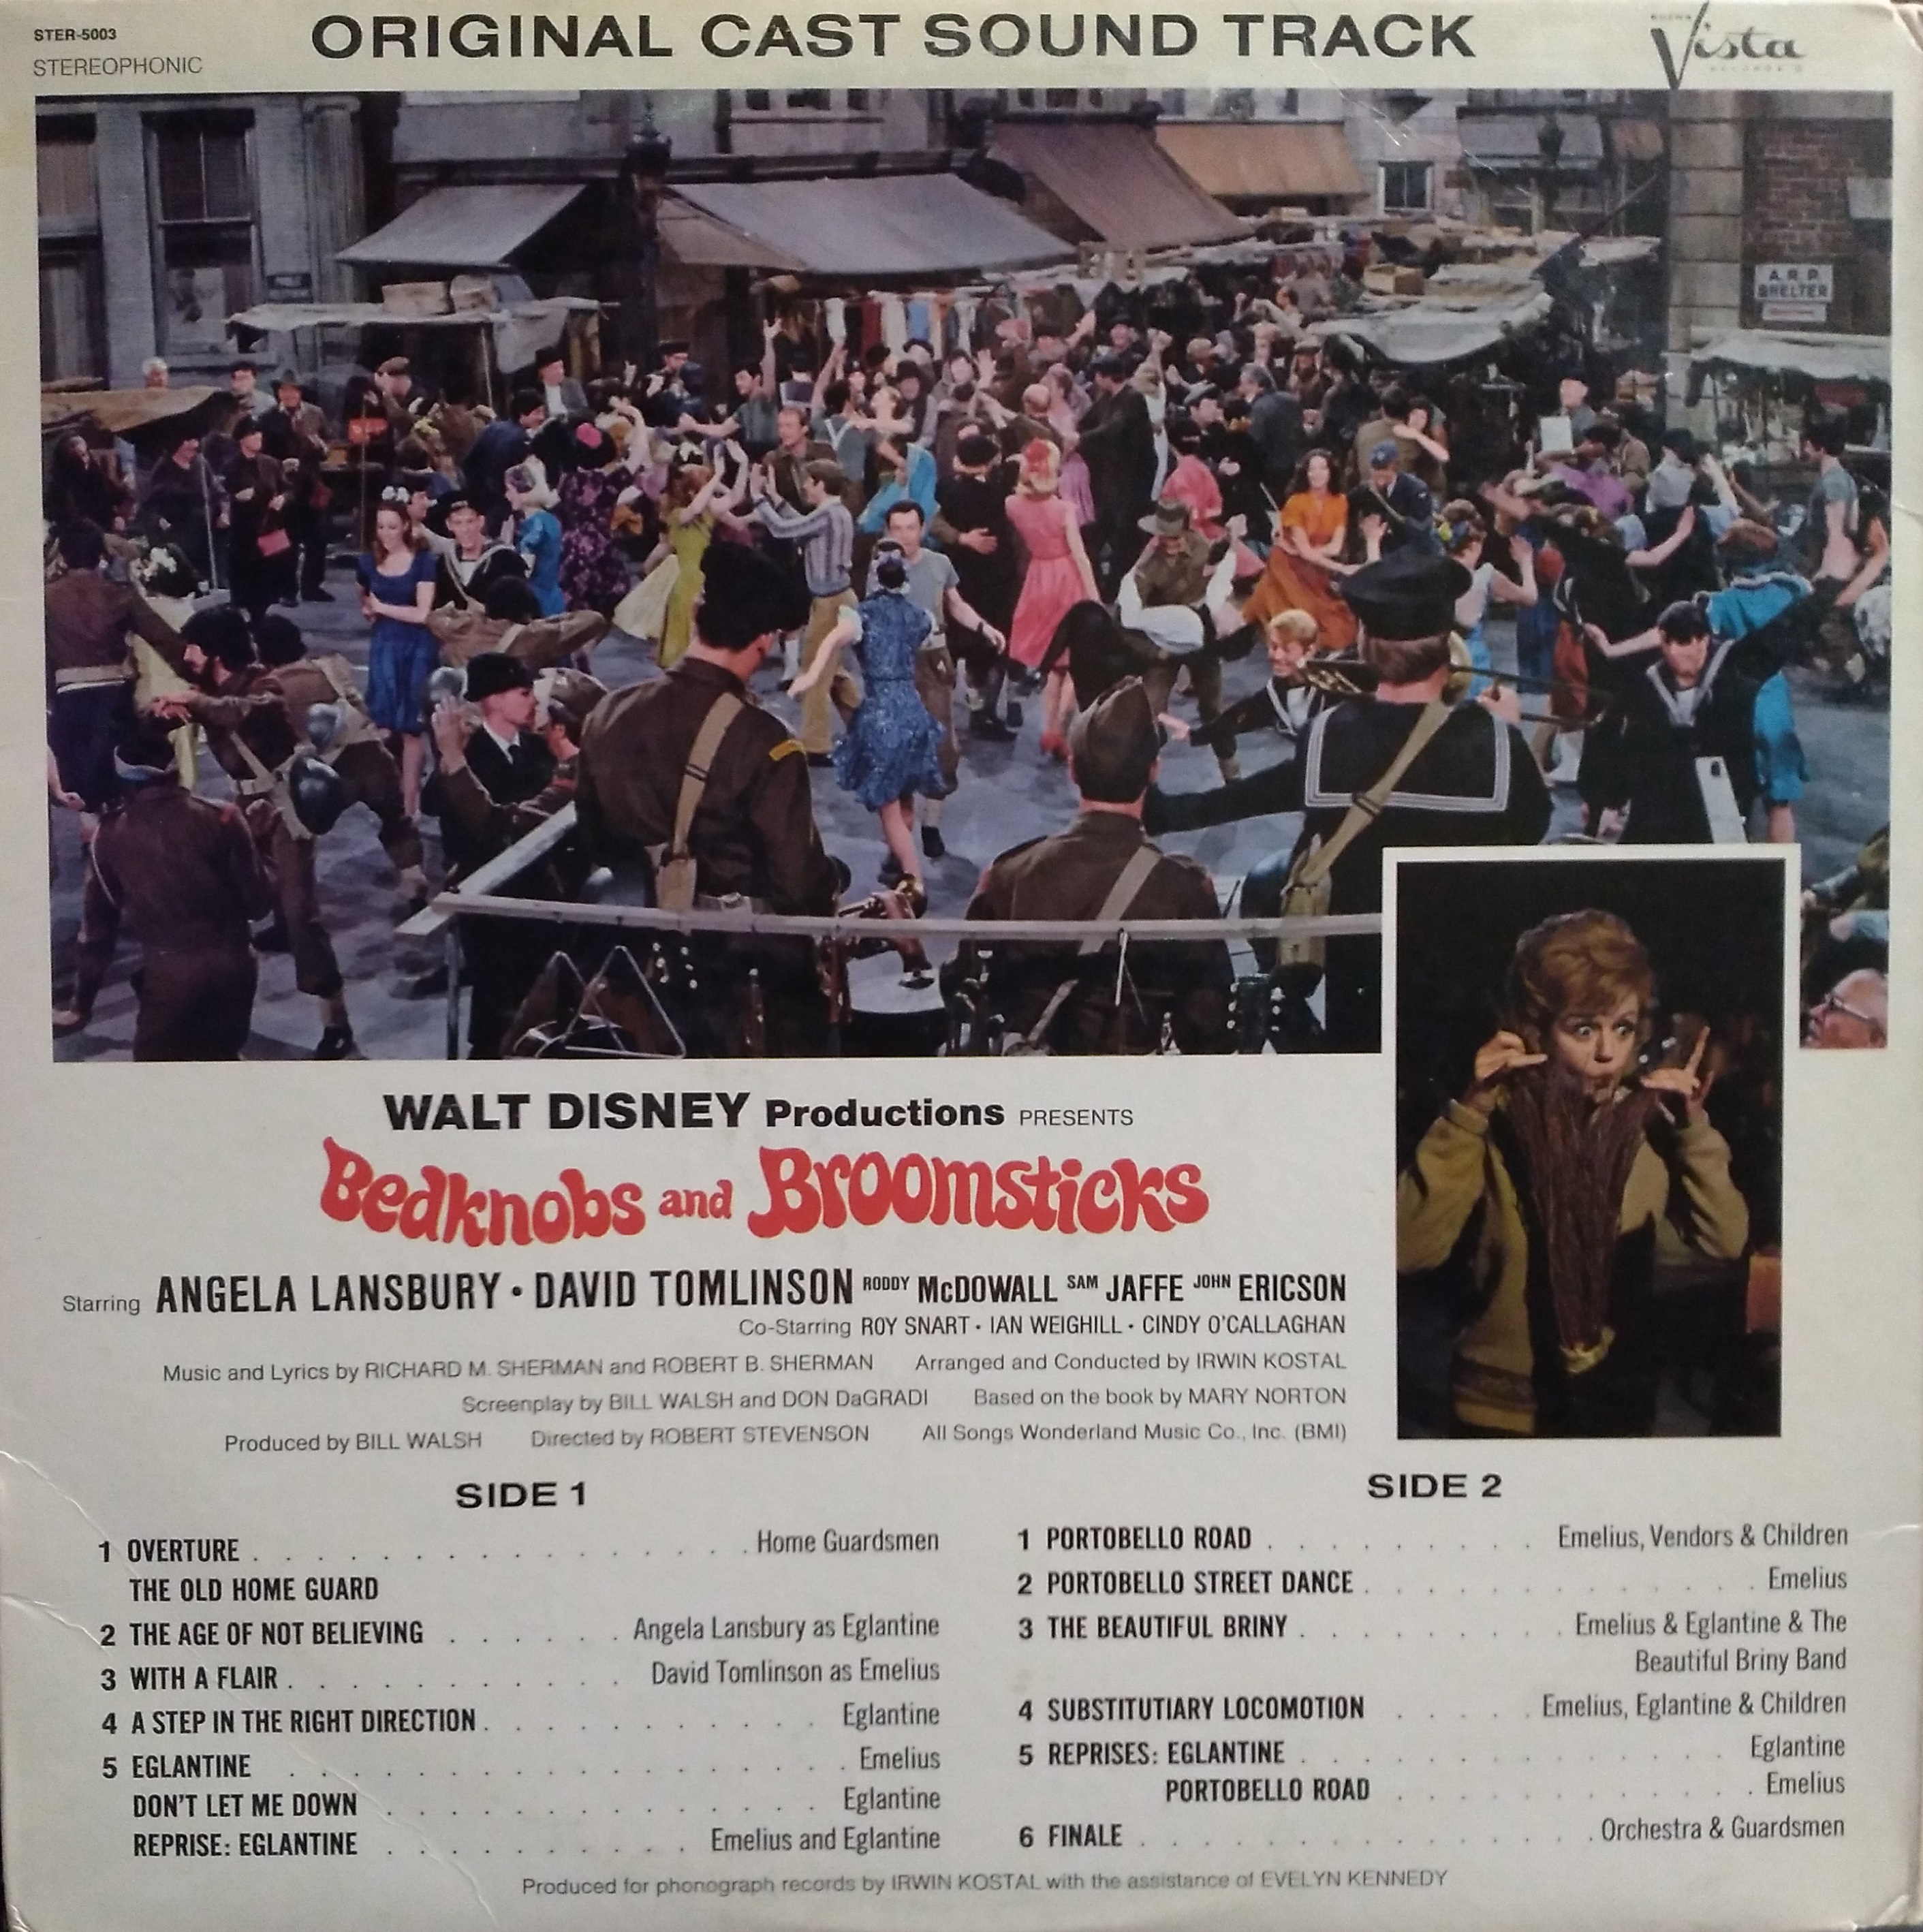 STER-5003
STEREOPHONIC
ORIGINAL CAST SOUND TRACK
Vista
A.R.P.
SHELTER
WALT DISNEY Productions PRESENTS
Bedknobs and Broomsticks
Starring ANGELA LANSBURY • DAVID TOMLINSON RODDY McDOWALL SAM JAFFE JOHN ERICSON
Co-Starring ROY SNART • IAN WEIGHILL • CINDY O'CALLAGHAN
Music and Lyrics by RICHARD M. SHERMAN and ROBERT B. SHERMAN Arranged and Conducted by IRWIN KOSTAL
Screenplay by BILL WALSH and DON DaGRADI Based on the book by MARY NORTON
Produced by BILL WALSH Directed by ROBERT STEVENSON All Songs Wonderland Music Co., Inc. (BMI)
SIDE 1
1 OVERTURE . . . . . . . . . . . . . . . . Home Guardsmen
THE OLD HOME GUARD
2 THE AGE OF NOT BELIEVING . . . . . . Angela Lansbury as Eglantine
3 WITH A FLAIR . . . . . . . . . . . David Tomlinson as Emelius
4 A STEP IN THE RIGHT DIRECTION . . . . . . . . . . . Eglantine
5 EGLANTINE . . . . . . . . . . . . . . . . . . Emelius
DON'T LET ME DOWN . . . . . . . . . . . . . . Eglantine
REPRISE: EGLANTINE . . . . . . . . . . Emelius and Eglantine
SIDE 2
1 PORTOBELLO ROAD . . . . . . . . . Emelius, Vendors & Children
2 PORTOBELLO STREET DANCE . . . . . . . . . . . . . Emelius
3 THE BEAUTIFUL BRINY . . . . . . . . . Emelius & Eglantine & The
Beautiful Briny Band
4 SUBSTITUTIARY LOCOMOTION . . . . . Emelius, Eglantine & Children
5 REPRISES: EGLANTINE . . . . . . . . . . . . . . Eglantine
PORTOBELLO ROAD . . . . . . . . . . . . Emelius
6 FINALE . . . . . . . . . . . . . . . Orchestra & Guardsmen
Produced for phonograph records by IRWIN KOSTAL with the assistance of EVELYN KENNEDY